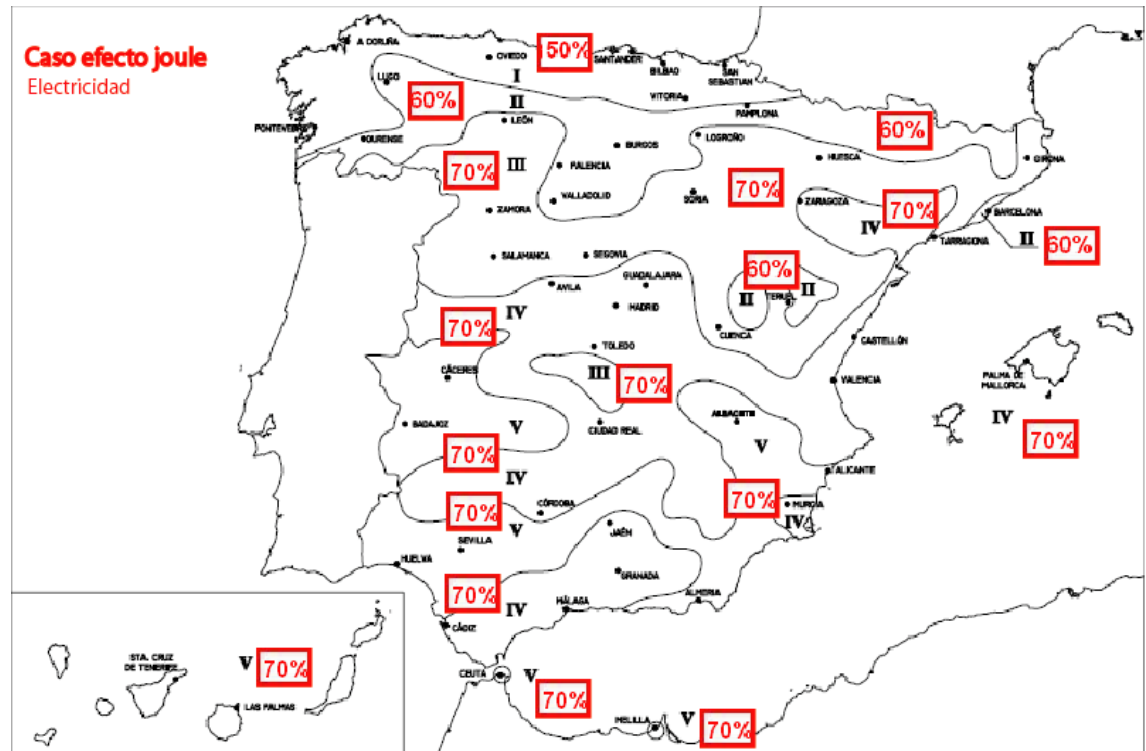 Caso efecto joule
Electricidad
A CORUÑA
OVIEDO
50%
SANTANDER
BILBAO
SAN
SEBASTIAN
I
LUGO
60%
II
VITORIA
PAMPLONA
PONTEVEDRA
OURENSE
LEÓN
BURGOS
LOGROÑO
60%
HUESCA
GIRONA
70%
III
PALENCIA
VALLADOLID
SORIA
70%
ZARAGOZA
70%
IV
BARCELONA
ZAMORA
TARRAGONA
II
60%
SALAMANCA
SEGOVIA
60%
GUADALAJARA
AVILA
II
TERUEL
II
IV
MADRID
70%
CUENCA
CASTELLÓN
TOLEDO
CÁCERES
III
70%
VALENCIA
PALMA DE
MALLORCA
IV
70%
BADAJOZ
V
CIUDAD REAL
ALBACETE
V
70%
IV
ALICANTE
70%
MURCIA
IV
70%
CÓRDOBA
V
SEVILLA
JAÉN
HUELVA
GRANADA
70%
IV
MÁLAGA
ALMERIA
CÁDIZ
STA. CRUZ
DE TENERIFE
V
70%
LAS PALMAS
CEUTA
V
70%
MELILLA
V
70%